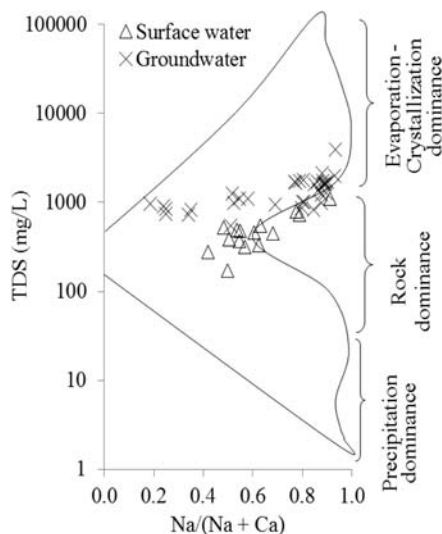 100000
10000
1000
100
10
1
TDS (mg/L)
Surface water
Groundwater
0.0 0.2 0.4 0.6 0.8 1.0
Na/(Na + Ca)
Evaporation -
Crystallization
dominance
Rock
dominance
Precipitation
dominance